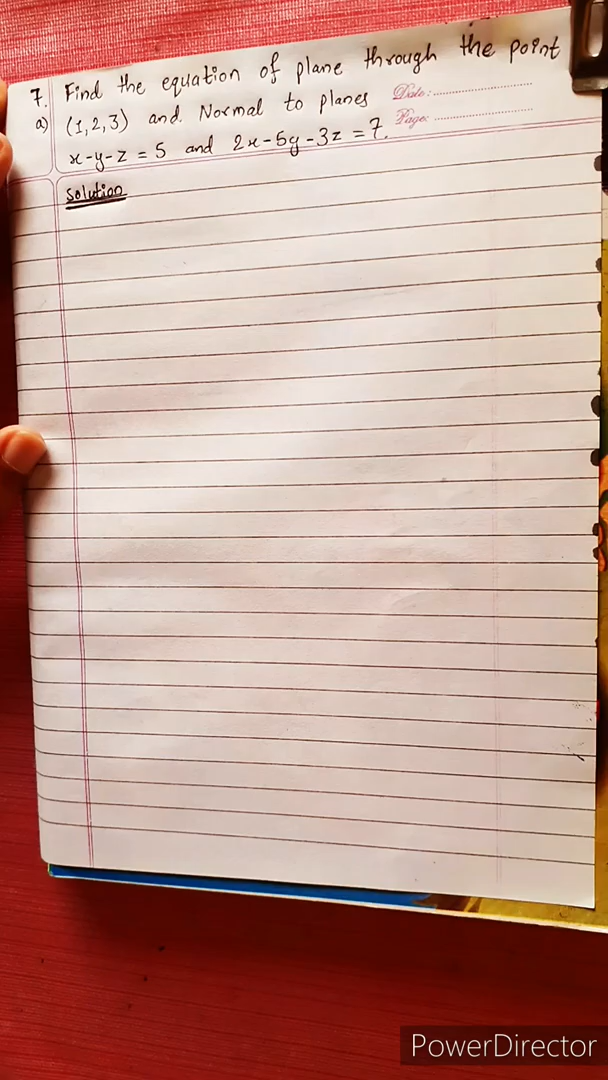 7. Find the equation of plane through the point
a) (1,2,3) and Normal to planes
Date:
x-y-z = 5 and 2x-5y-3z = 7.
Page:
Solution
PowerDirector